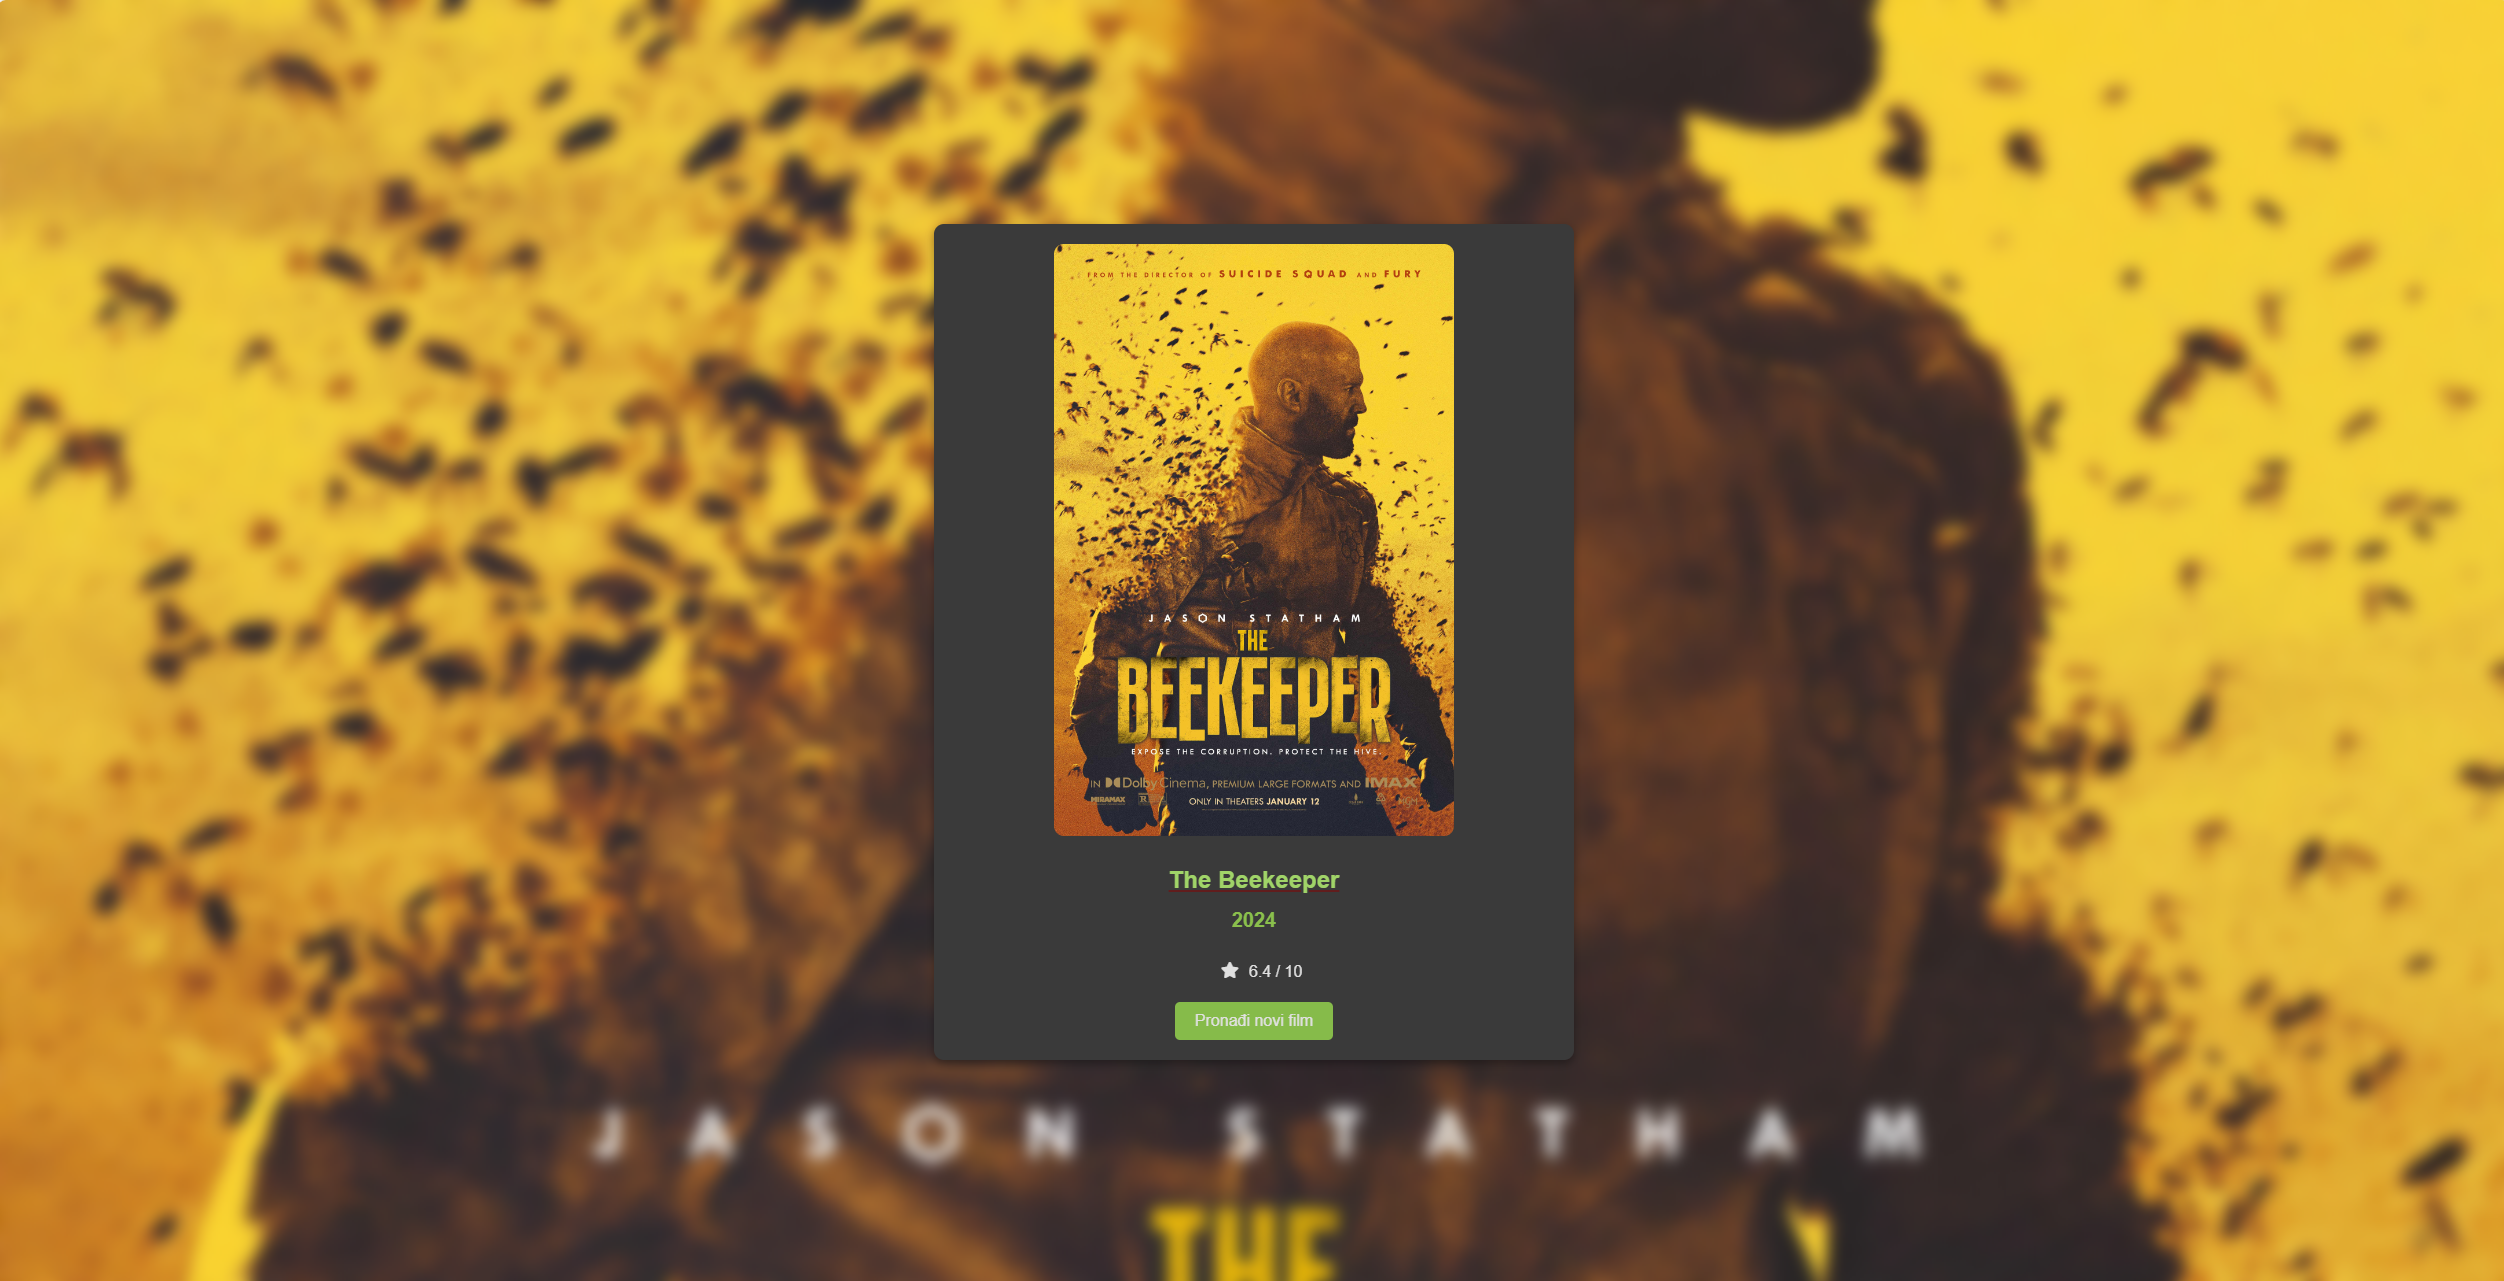 FROM THE DIRECTOR OF SUICIDE SQUAD AND FURY
JASON STATHAM
THE
BEEKEEPER
EXPOSE THE CORRUPTION. PROTECT THE HIVE.
IN Dolby Cinema, PREMIUM LARGE FORMATS AND IMAX
MIRAMAX R
ONLY IN THEATERS JANUARY 12
The Beekeeper
2024
6.4 / 10
Pronađi novi film
JASON STATHAM
THE